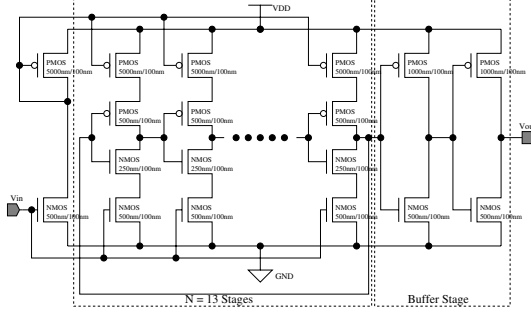 VDD
PMOS
5000nm/100nm
PMOS
5000nm/100nm
PMOS
5000nm/100nm
PMOS
5000nm/100nm
PMOS
1000nm/100nm
PMOS
1000nm/100nm
PMOS
500nm/100nm
PMOS
500nm/100nm
PMOS
500nm/100nm
Vout
NMOS
250nm/100nm
NMOS
250nm/100nm
NMOS
250nm/100nm
Vin
NMOS
500nm/100nm
NMOS
500nm/100nm
NMOS
500nm/100nm
NMOS
500nm/100nm
NMOS
500nm/100nm
NMOS
500nm/100nm
GND
N = 13 Stages
Buffer Stage